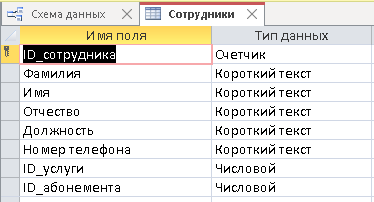 Схема данных Сотрудники
Имя поля Тип данных
ID_сотрудника Счетчик
Фамилия Короткий текст
Имя Короткий текст
Отчество Короткий текст
Должность Короткий текст
Номер телефона Короткий текст
ID_услуги Числовой
ID_абонемента Числовой